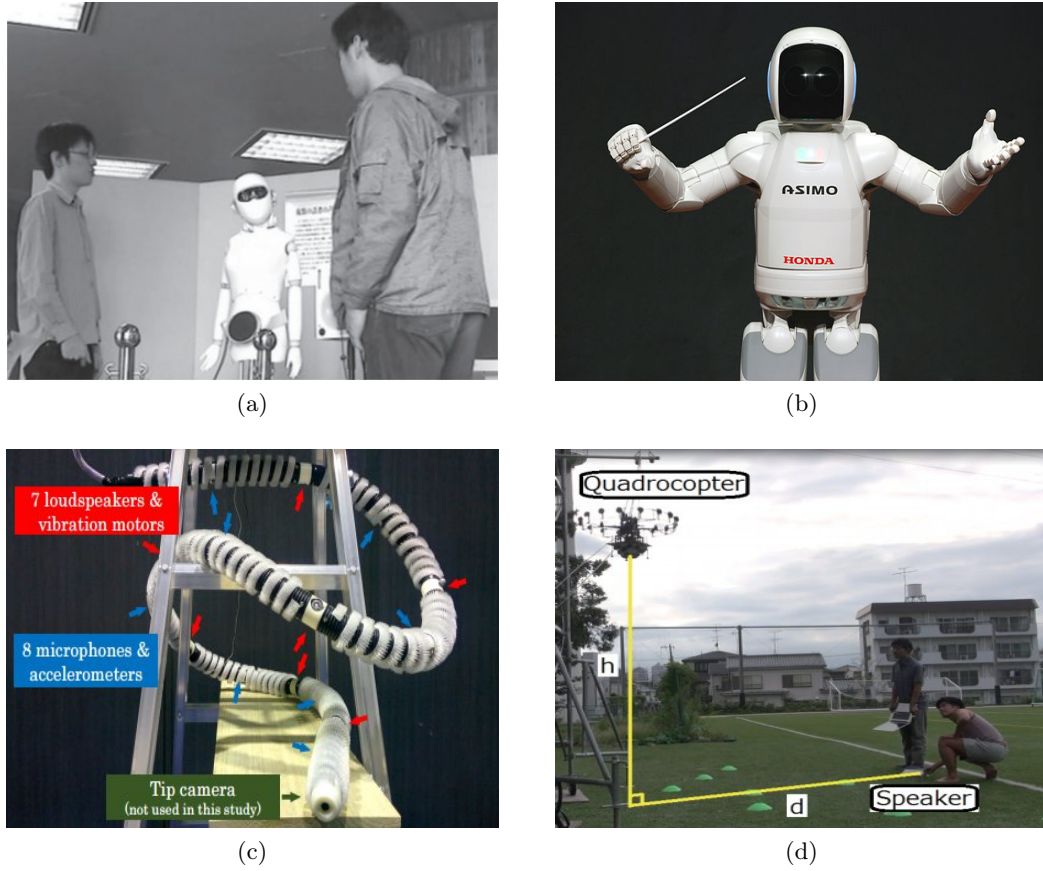 (a)
ASIMO
HONDA
(b)
7 loudspeakers &
vibration motors
8 microphones &
accelerometers
Tip camera
(not used in this study)
(c)
Quadrocopter
h
d
Speaker
(d)